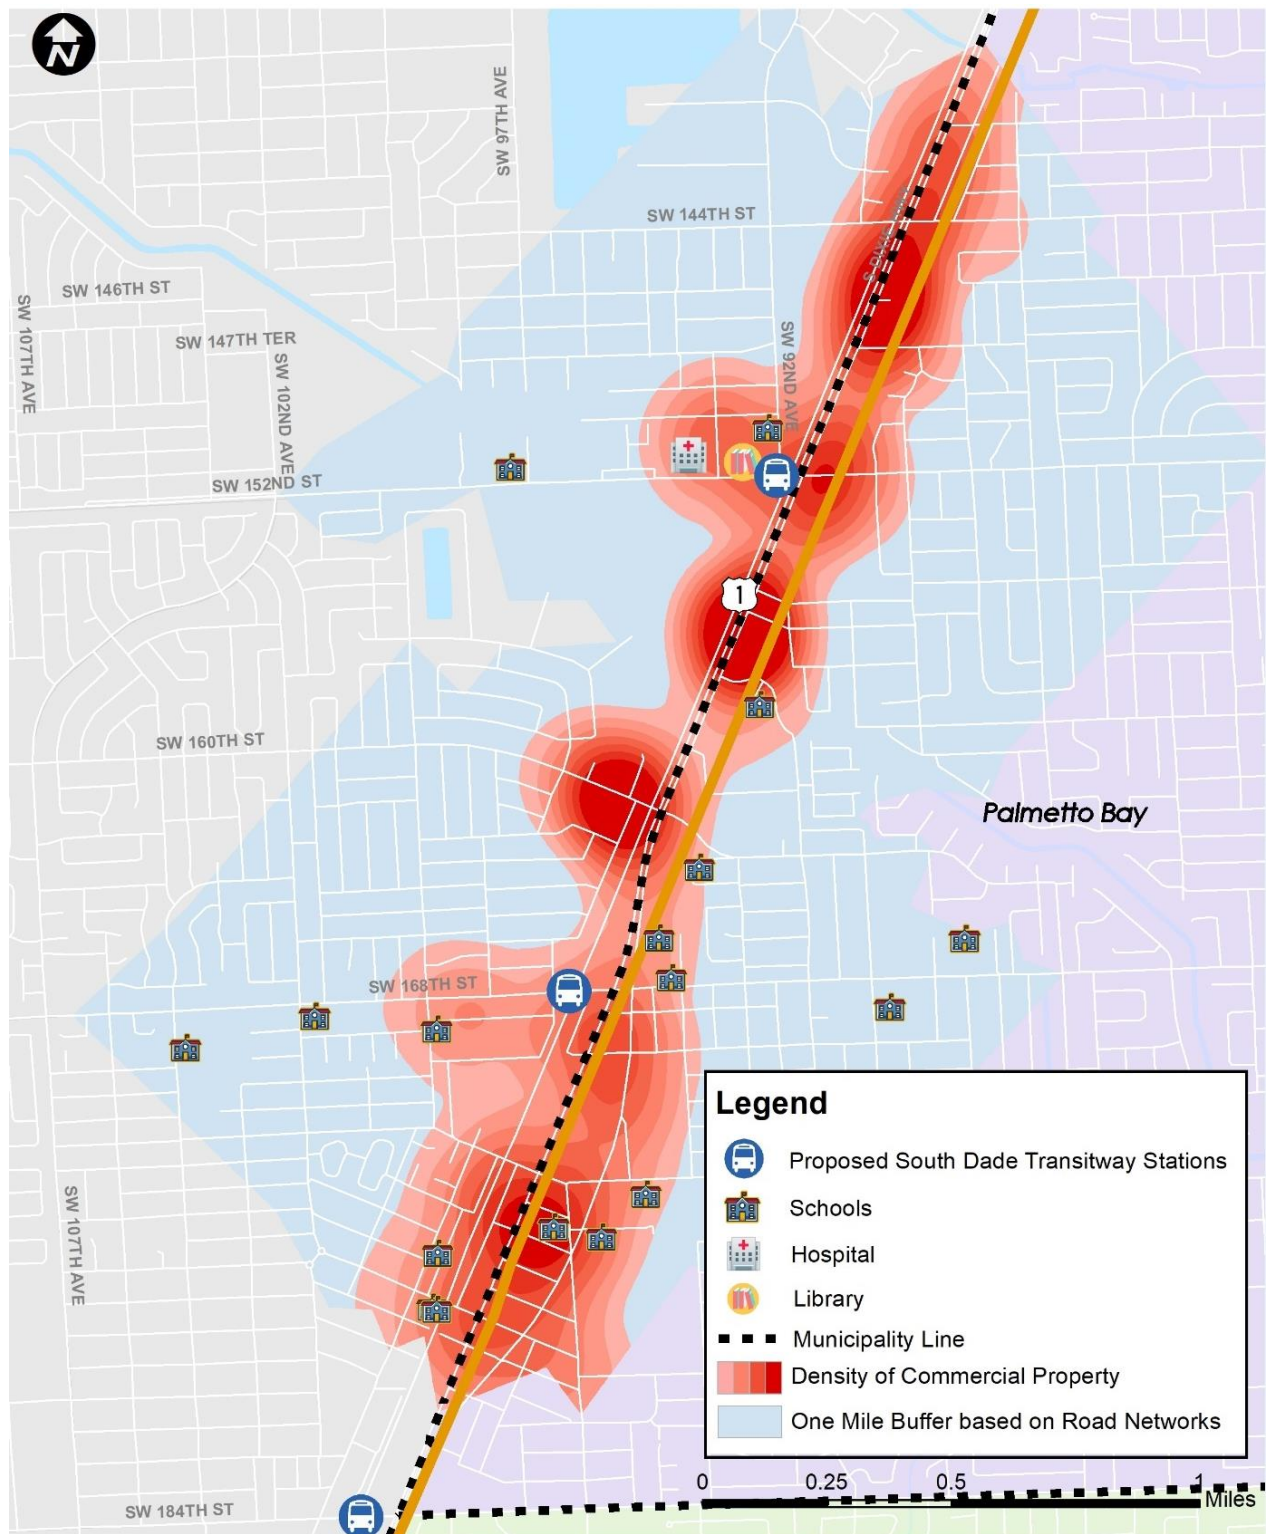 N
SW 97TH AVE
SW 144TH ST
S DIXIE HWY
SW 146TH ST
SW 107TH AVE
SW 147TH TER
SW 92ND AVE
SW 102ND AVE
SW 152ND ST
1
SW 160TH ST
Palmetto Bay
SW 168TH ST
SW 107TH AVE
Legend
Proposed South Dade Transitway Stations
Schools
Hospital
Library
Municipality Line
Density of Commercial Property
One Mile Buffer based on Road Networks
0 0.25 0.5 1
Miles
SW 184TH ST